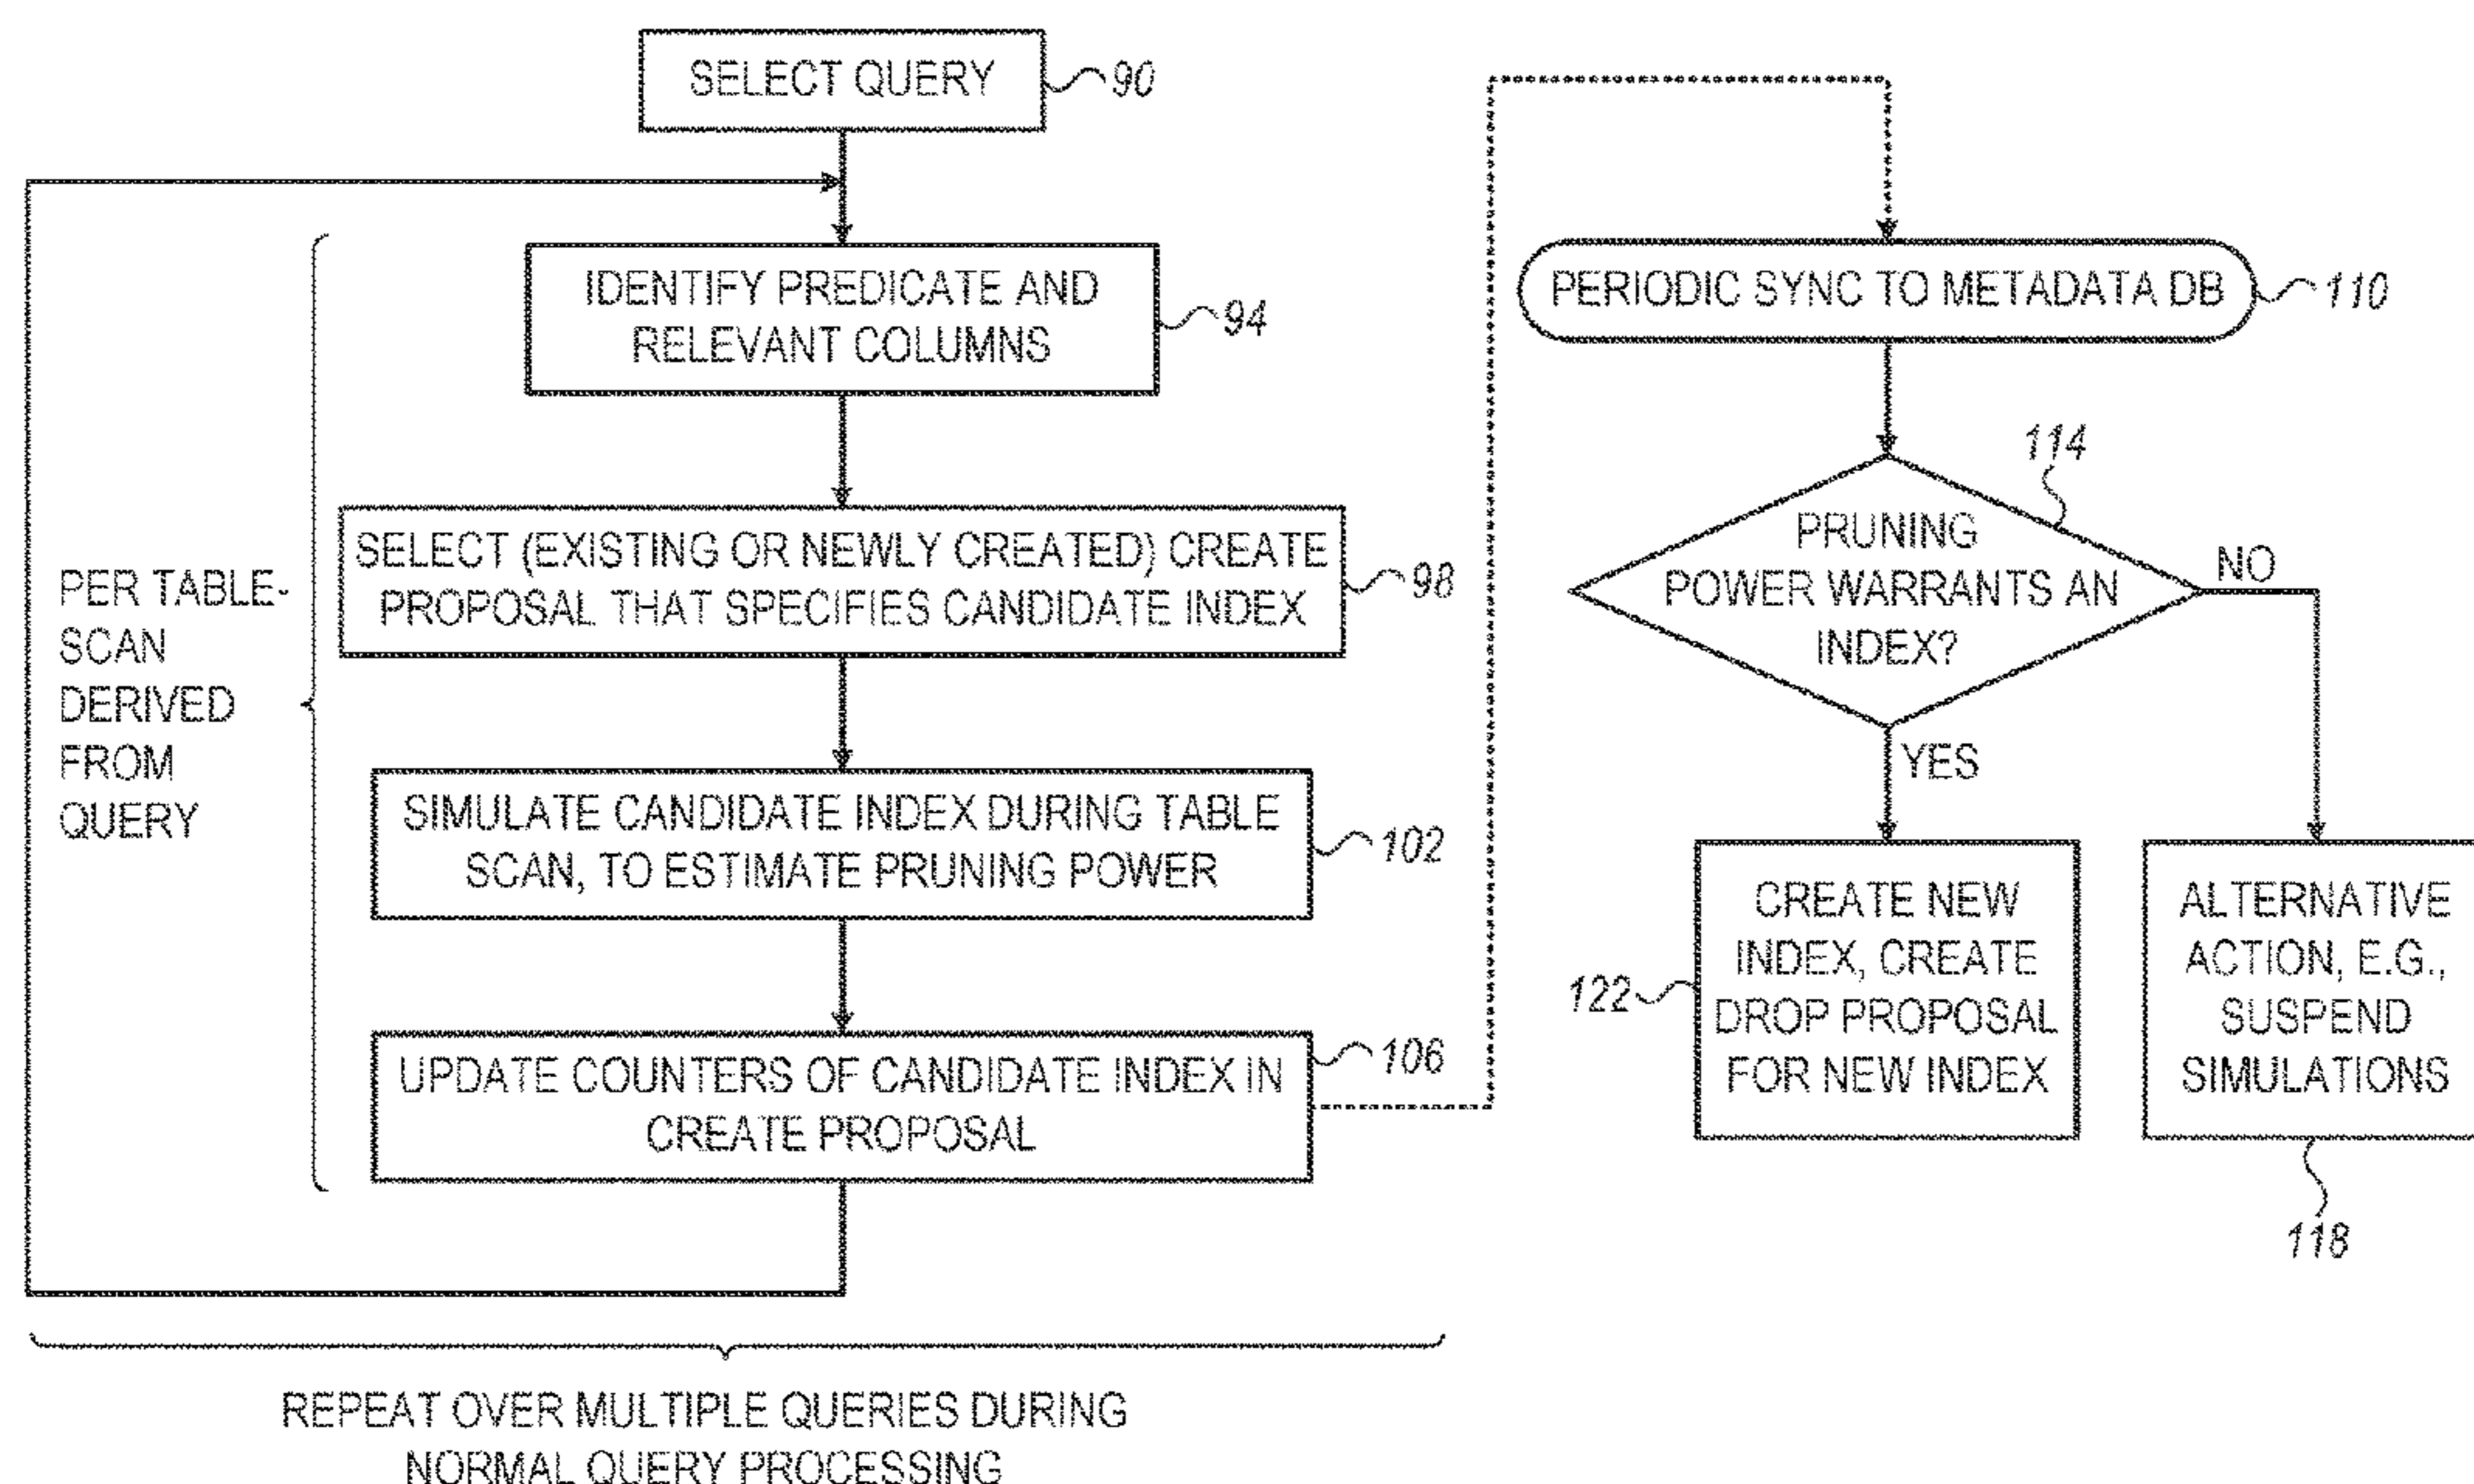 SELECT QUERY
90
IDENTIFY PREDICATE AND
RELEVANT COLUMNS
94
SELECT (EXISTING OR NEWLY CREATED) CREATE
PROPOSAL THAT SPECIFIES CANDIDATE INDEX
98
PER TABLE-
SCAN
DERIVED
FROM
QUERY
SIMULATE CANDIDATE INDEX DURING TABLE
SCAN, TO ESTIMATE PRUNING POWER
102
UPDATE COUNTERS OF CANDIDATE INDEX IN
CREATE PROPOSAL
106
REPEAT OVER MULTIPLE QUERIES DURING
NORMAL QUERY PROCESSING
PERIODIC SYNC TO METADATA DB
110
114
PRUNING
POWER WARRANTS AN
INDEX?
NO
YES
CREATE NEW
INDEX, CREATE
DROP PROPOSAL
FOR NEW INDEX
122
ALTERNATIVE
ACTION, E.G.,
SUSPEND
SIMULATIONS
118